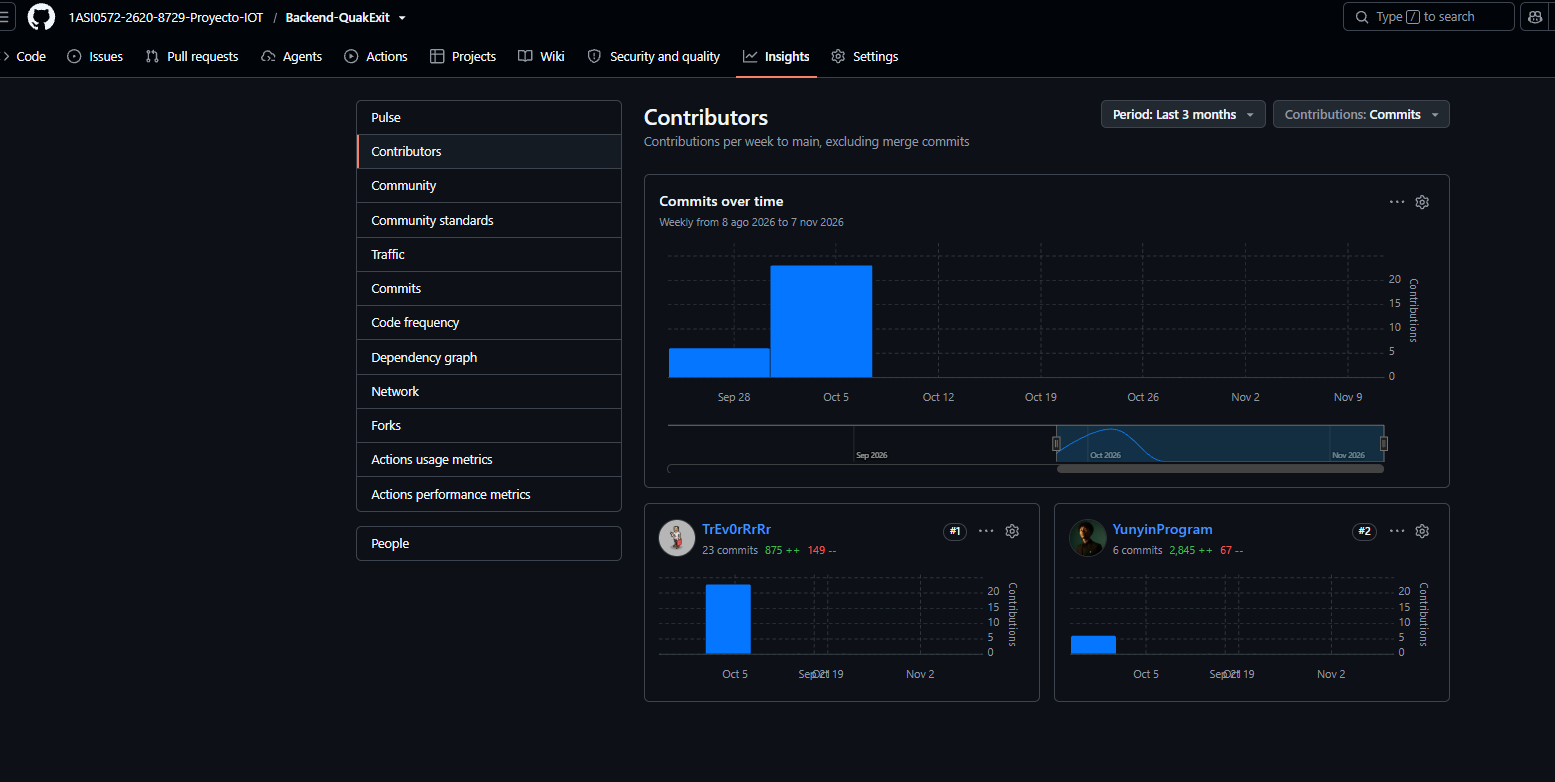 1ASI0572-2620-8729-Proyecto-IOT / Backend-QuakExit
Type / to search
Code Issues Pull requests Agents Actions Projects Wiki Security and quality Insights Settings
Pulse
Contributors
Community
Community standards
Traffic
Commits
Code frequency
Dependency graph
Network
Forks
Actions usage metrics
Actions performance metrics
People
Contributors
Period: Last 3 months
Contributions: Commits
Contributions per week to main, excluding merge commits
Commits over time
Weekly from 8 ago 2026 to 7 nov 2026
20
15
10
5
0
Contributions
Sep 28 Oct 5 Oct 12 Oct 19 Oct 26 Nov 2 Nov 9
Sep 2026 Oct 2026 Nov 2026
TrEv0rRrRr
#1
23 commits 875 ++ 149 --
20
15
10
5
0
Contributions
Oct 5 Sep 21 Oct 19 Nov 2
YunyinProgram
#2
6 commits 2,845 ++ 67 --
20
15
10
5
0
Contributions
Oct 5 Sep 21 Oct 19 Nov 2